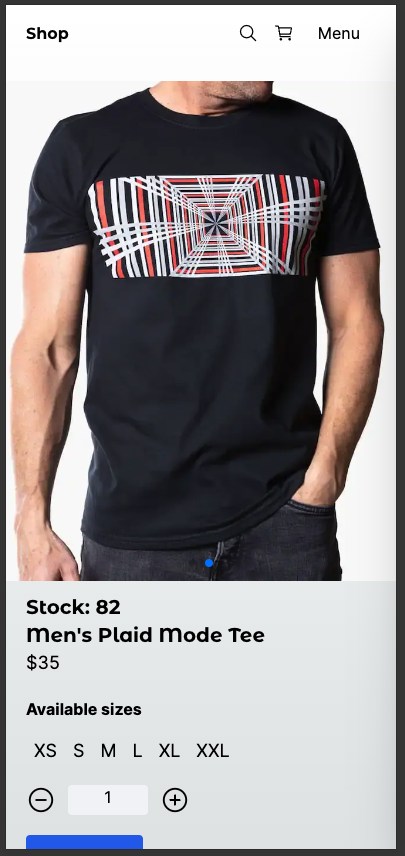 Shop Menu
Stock: 82
Men's Plaid Mode Tee
$35
Available sizes
XS S M L XL XXL
1